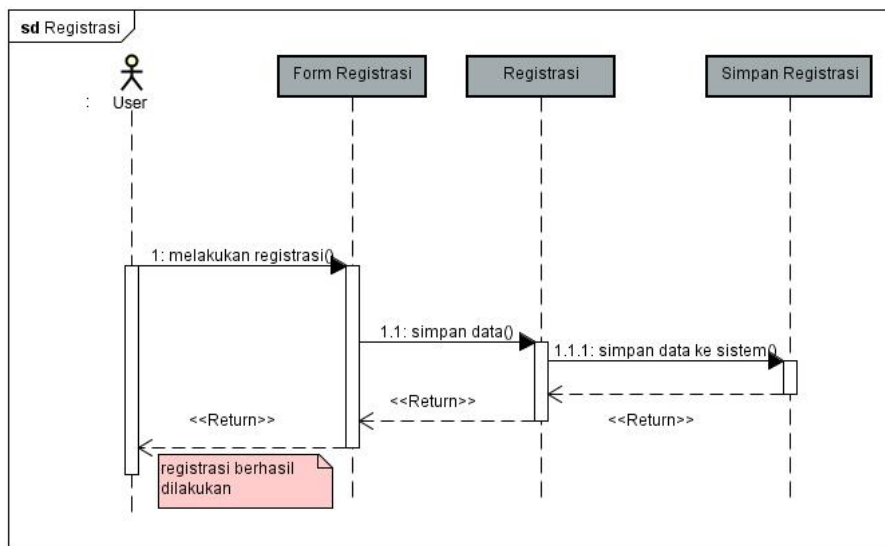 sd Registrasi
Form Registrasi
Registrasi
Simpan Registrasi
: User
1: melakukan registrasi()
1.1: simpan data()
1.1.1: simpan data ke sistem()
<<Return>>
<<Return>>
<<Return>>
registrasi berhasil
dilakukan